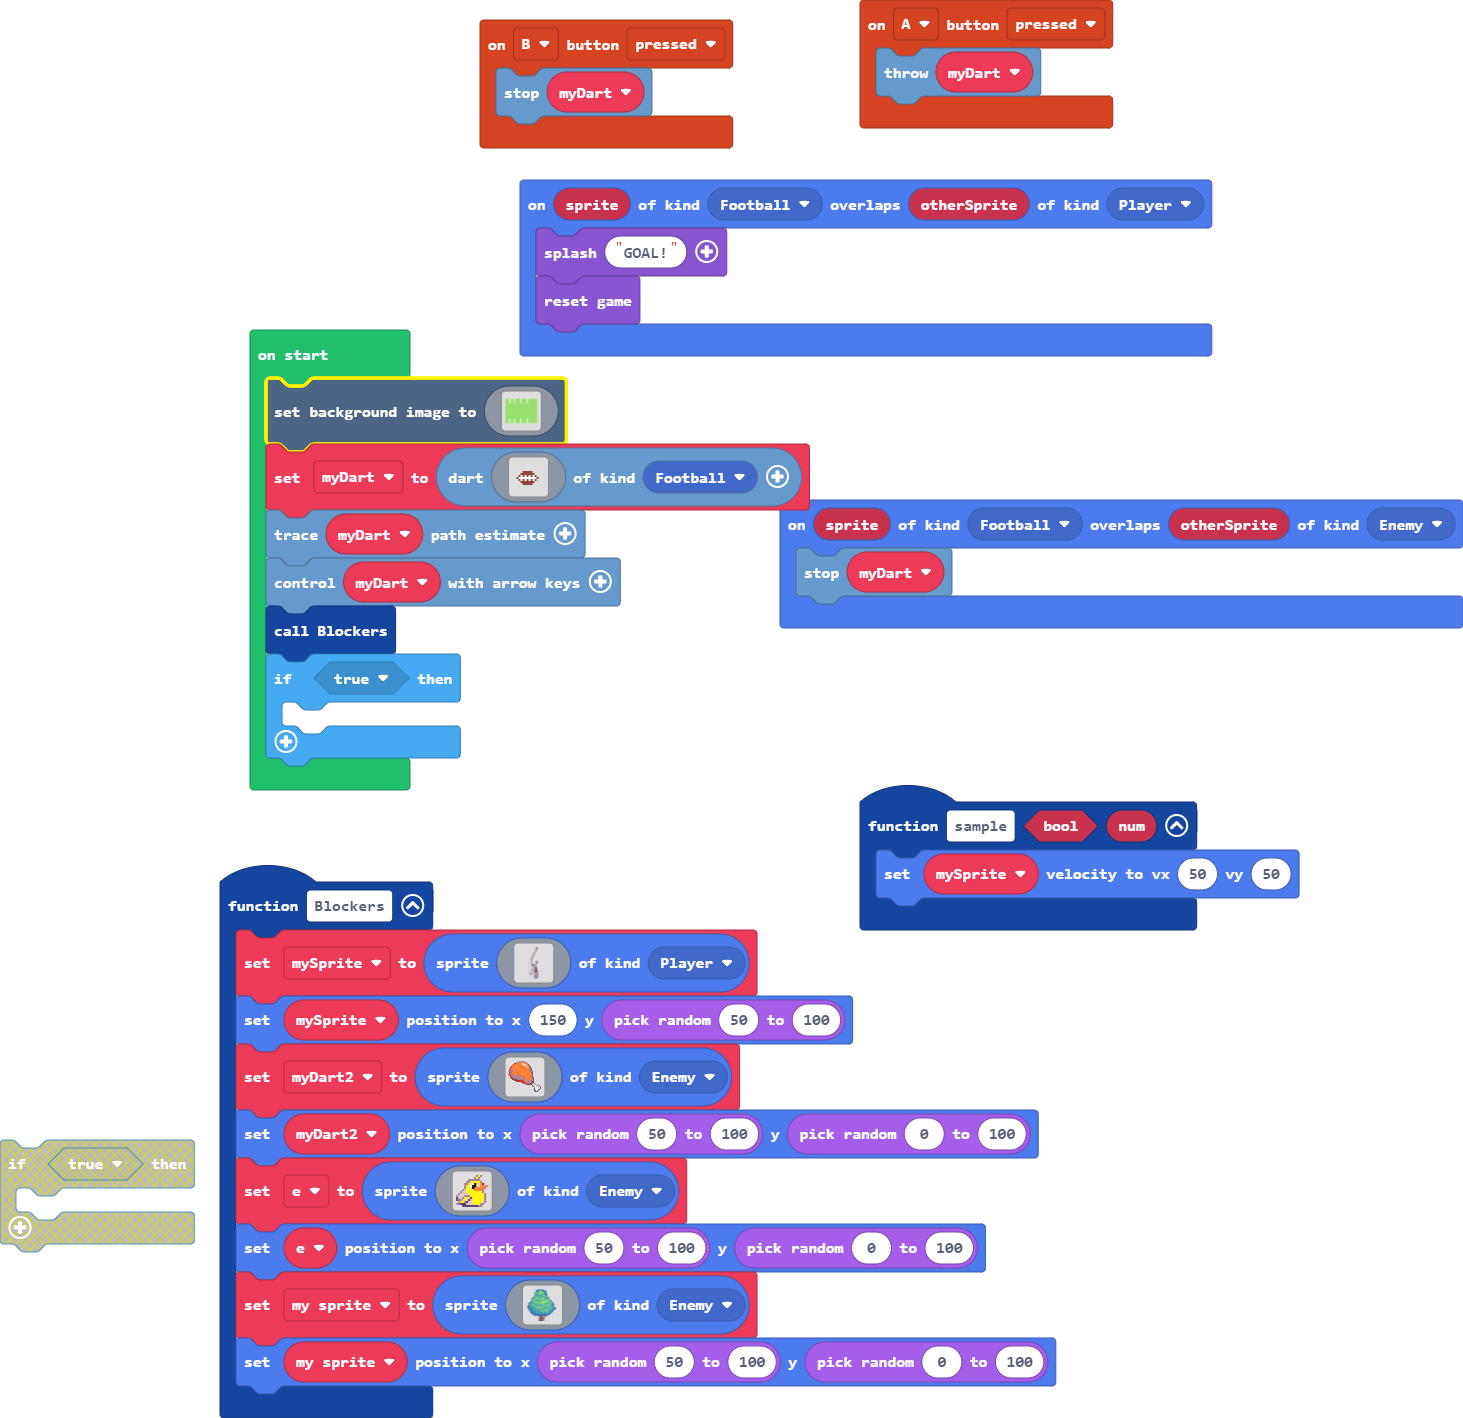 on B button pressed
stop myDart
on A button pressed
throw myDart
on sprite of kind Football overlaps otherSprite of kind Player
splash "GOAL!"
reset game
on start
set background image to
set myDart to dart of kind Football
trace myDart path estimate
control myDart with arrow keys
call Blockers
if true then
on sprite of kind Football overlaps otherSprite of kind Enemy
stop myDart
function sample bool num
set mySprite velocity to vx 50 vy 50
function Blockers
set mySprite to sprite of kind Player
set mySprite position to x 150 y pick random 50 to 100
set myDart2 to sprite of kind Enemy
set myDart2 position to x pick random 50 to 100 y pick random 0 to 100
set e to sprite of kind Enemy
set e position to x pick random 50 to 100 y pick random 0 to 100
set my sprite to sprite of kind Enemy
set my sprite position to x pick random 50 to 100 y pick random 0 to 100
if true then